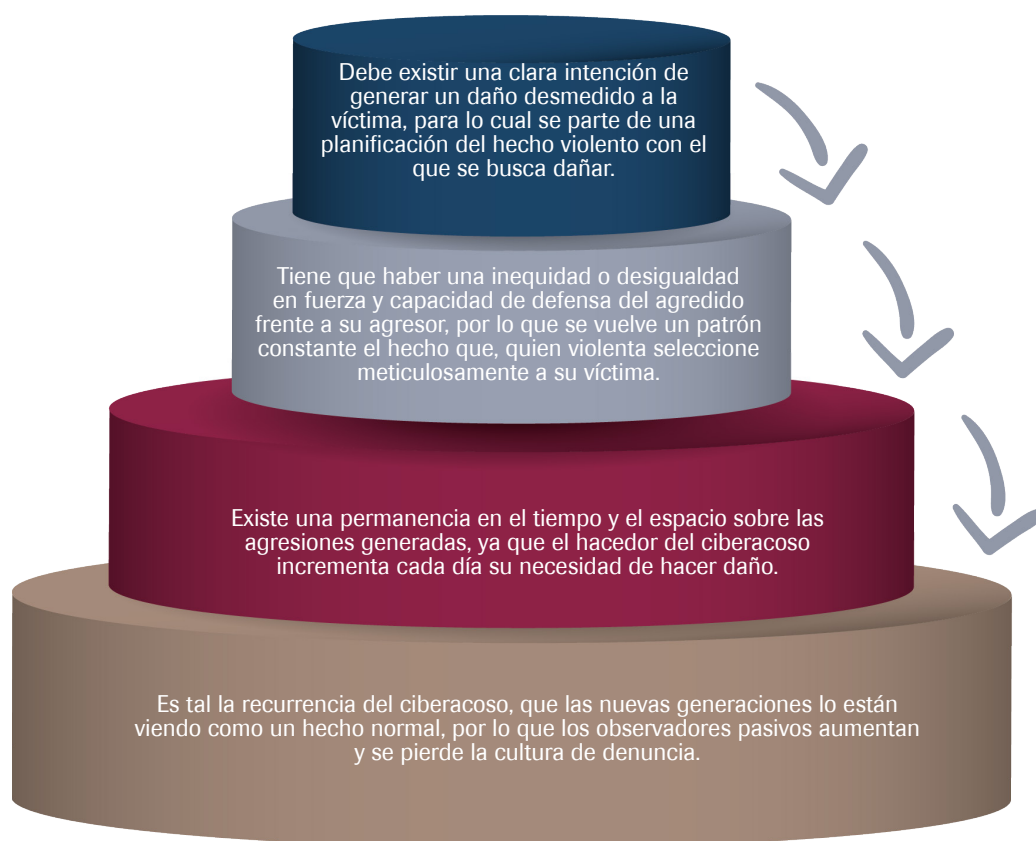 Debe existir una clara intención de
generar un daño desmedido a la
víctima, para lo cual se parte de una
planificación del hecho violento con el
que se busca dañar.
Tiene que haber una inequidad o desigualdad
en fuerza y capacidad de defensa del agredido
frente a su agresor, por lo que se vuelve un patrón
constante el hecho que, quien violenta seleccione
meticulosamente a su víctima.
Existe una permanencia en el tiempo y el espacio sobre las
agresiones generadas, ya que el hacedor del ciberacoso
incrementa cada día su necesidad de hacer daño.
Es tal la recurrencia del ciberacoso, que las nuevas generaciones lo están
viendo como un hecho normal, por lo que los observadores pasivos aumentan
y se pierde la cultura de denuncia.